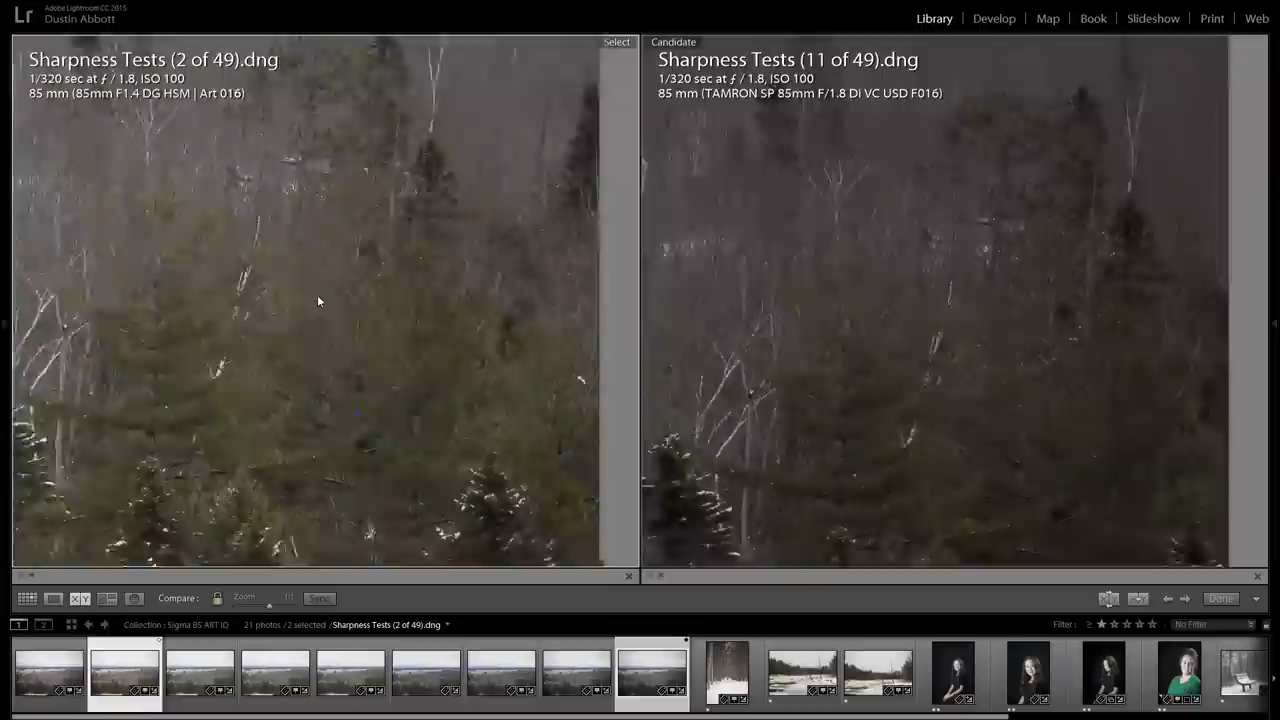 Lr
Adobe Lightroom CC 2015
Dustin Abbott
Library | Develop | Map | Book | Slideshow | Print | Web
Select
Sharpness Tests (2 of 49).dng
1/320 sec at ƒ / 1.8, ISO 100
85 mm (85mm F1.4 DG HSM | Art 016)
Candidate
Sharpness Tests (11 of 49).dng
1/320 sec at ƒ / 1.8, ISO 100
85 mm (TAMRON SP 85mm F/1.8 DI VC USD F016)
XY Compare : Zoom 1:1 Sync Done
1 2 Collection : Sigma 85 ART IQ 21 photos / 2 selected / Sharpness Tests (2 of 49).dng Filter : ≥ ★ ★ ★ ★ ★ No Filter